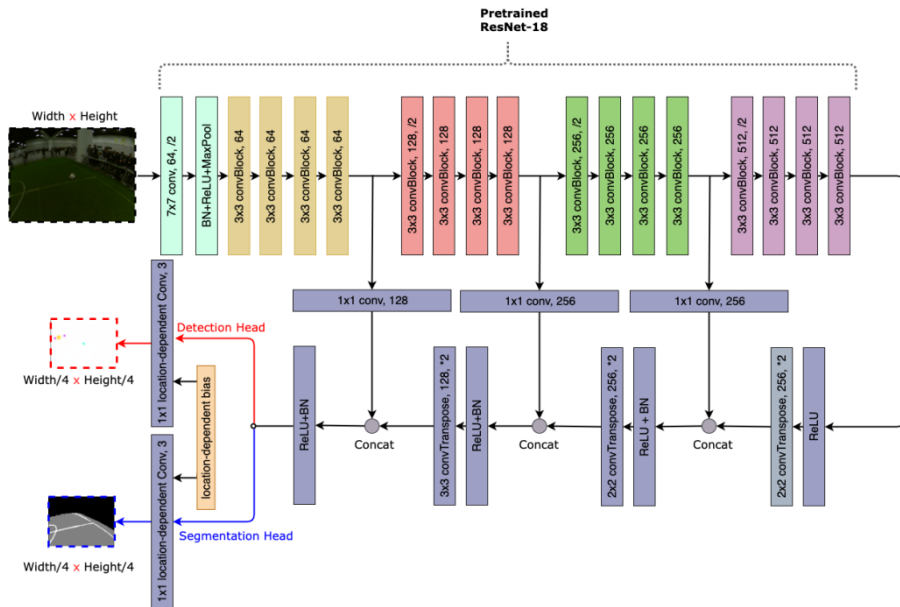 Pretrained
ResNet-18
Width x Height
7x7 conv, 64, /2
BN+ReLU+MaxPool
3x3 convBlock, 64
3x3 convBlock, 64
3x3 convBlock, 64
3x3 convBlock, 64
3x3 convBlock, 128, /2
3x3 convBlock, 128
3x3 convBlock, 128
3x3 convBlock, 128
3x3 convBlock, 256, /2
3x3 convBlock, 256
3x3 convBlock, 256
3x3 convBlock, 256
3x3 convBlock, 512, /2
3x3 convBlock, 512
3x3 convBlock, 512
3x3 convBlock, 512
1x1 conv, 128
1x1 conv, 256
1x1 conv, 256
1x1 location-dependent Conv, 3
Detection Head
Width/4 x Height/4
location-dependent bias
ReLU+BN
Concat
3x3 convTranspose, 128, *2
ReLU+BN
Concat
2x2 convTranspose, 256, *2
ReLU + BN
Concat
2x2 convTranspose, 256, *2
ReLU
1x1 location-dependent Conv, 3
Segmentation Head
Width/4 x Height/4